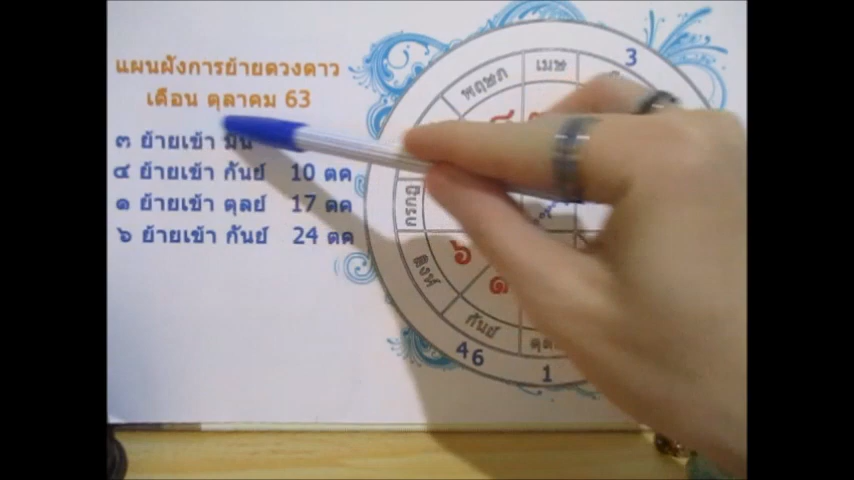 แผนผังการย้ายดวงดาว
เดือน ตุลาคม 63
๓ ย้ายเข้า มีน
๔ ย้ายเข้า กันย์ 10 ตค
๑ ย้ายเข้า ตุลย์ 17 ตค
๖ ย้ายเข้า กันย์ 24 ตค
3
เมษ
พฤษภ
กรกฎ
๖
สิงห์
๑
กันย์
46
1